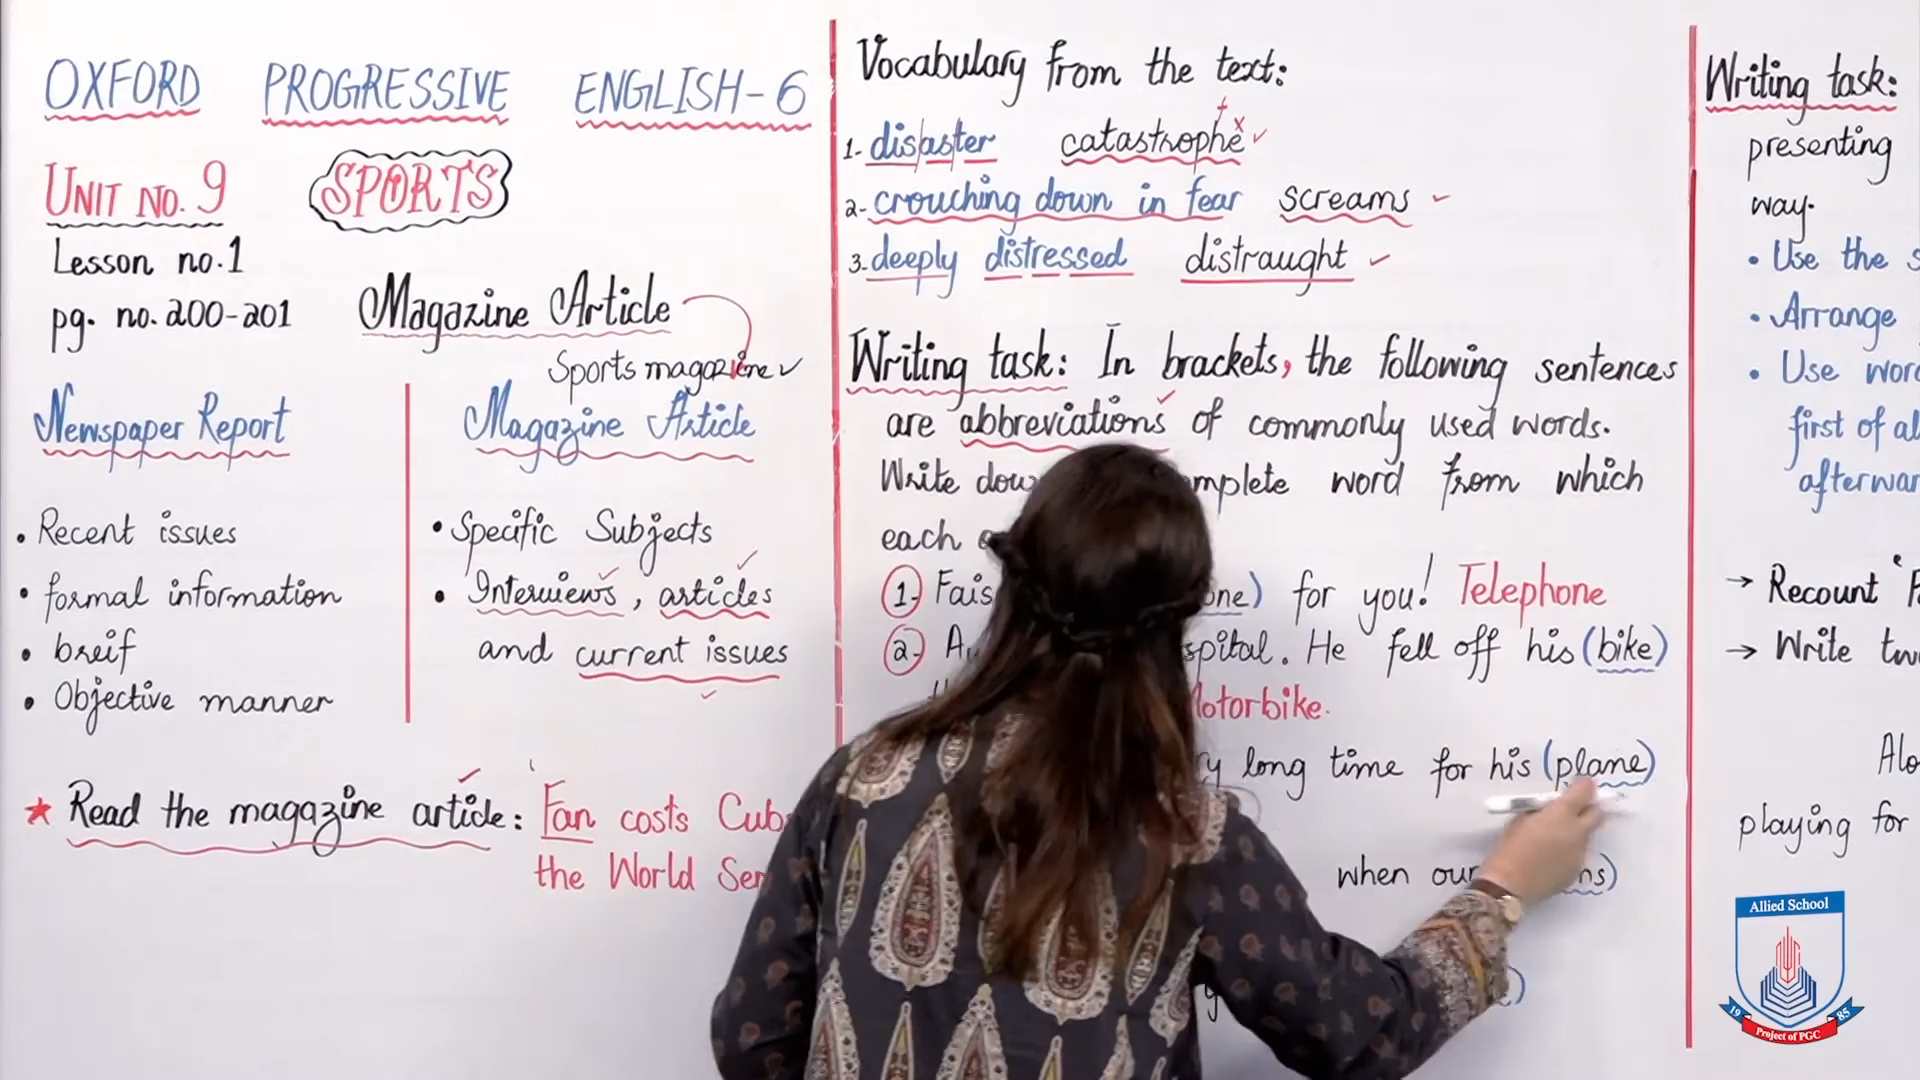 OXFORD PROGRESSIVE ENGLISH-6
UNIT NO. 9 SPORTS
Lesson no.1
pg. no. 200-201
Magazine Article
Sports magazine
Newspaper Report
• Recent issues
• formal information
• breif
• Objective manner
Magazine Article
• Specific Subjects
• Interviews, articles
and current issues
Read the magazine article: Fan costs Cubs
the World Ser
Vocabulary from the text:
1- disaster catastrophe
2- crouching down in fear screams
3- deeply distressed distraught
Writing task: In brackets, the following sentences
are abbreviations of commonly used words.
Write mplete word from which
each
1- Fais one) for you! Telephone
2- A spital. He fell off his (bike)
otorbike.
y long time for his (plane)
when our ns)
Writing task:
presenting
way.
• Use the s
• Arrange
• Use wor
first of al
afterwar
→ Recount
→ Write tw
Alo
playing for
Allied School
1985
Project of PGC